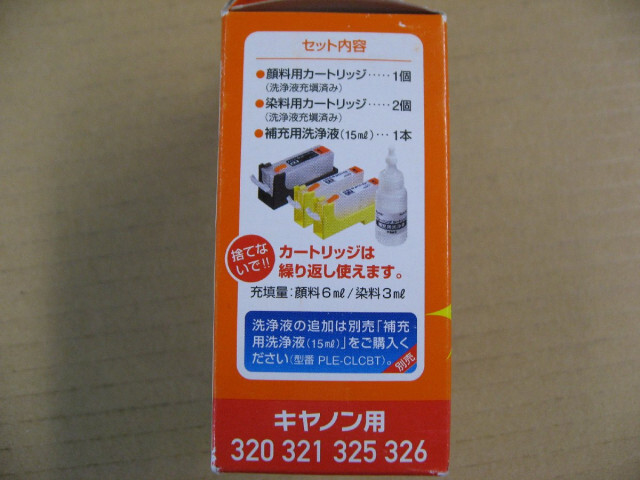 セット内容
●顔料用カートリッジ‥‥‥1個
(洗浄液充填済み)
●染料用カートリッジ‥‥‥2個
(洗浄液充填済み)
●補充用洗浄液(15㎖)‥‥1本
捨てな
いで!!
カートリッジは
繰り返し使えます。
充填量:顔料6㎖/染料3㎖
洗浄液の追加は別売「補充
用洗浄液(15㎖)」をご購入く
ださい(型番 PLE-CLCBT)。
別売
キヤノン用
320 321 325 326